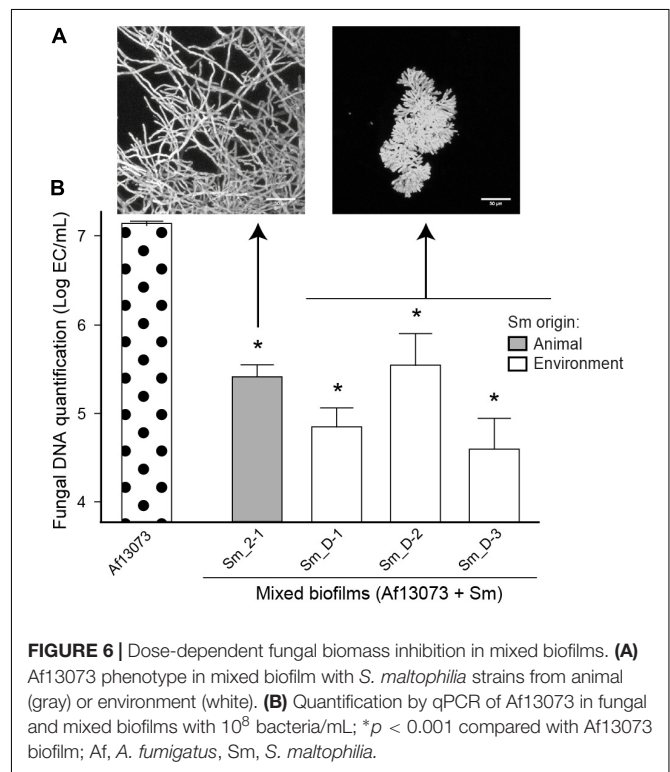 A
50 µm
B
Fungal DNA quantification (Log EC/mL)
7
6
5
4
*
*
*
*
Sm origin:
Animal
Environment
Af13073
Sm_2-1
Sm_D-1
Sm_D-2
Sm_D-3
Mixed biofilms (Af13073 + Sm)
FIGURE 6 | Dose-dependent fungal biomass inhibition in mixed biofilms. (A)
Af13073 phenotype in mixed biofilm with S. maltophilia strains from animal
(gray) or environment (white). (B) Quantification by qPCR of Af13073 in fungal
and mixed biofilms with 10⁸ bacteria/mL; *p < 0.001 compared with Af13073
biofilm; Af, A. fumigatus, Sm, S. maltophilia.